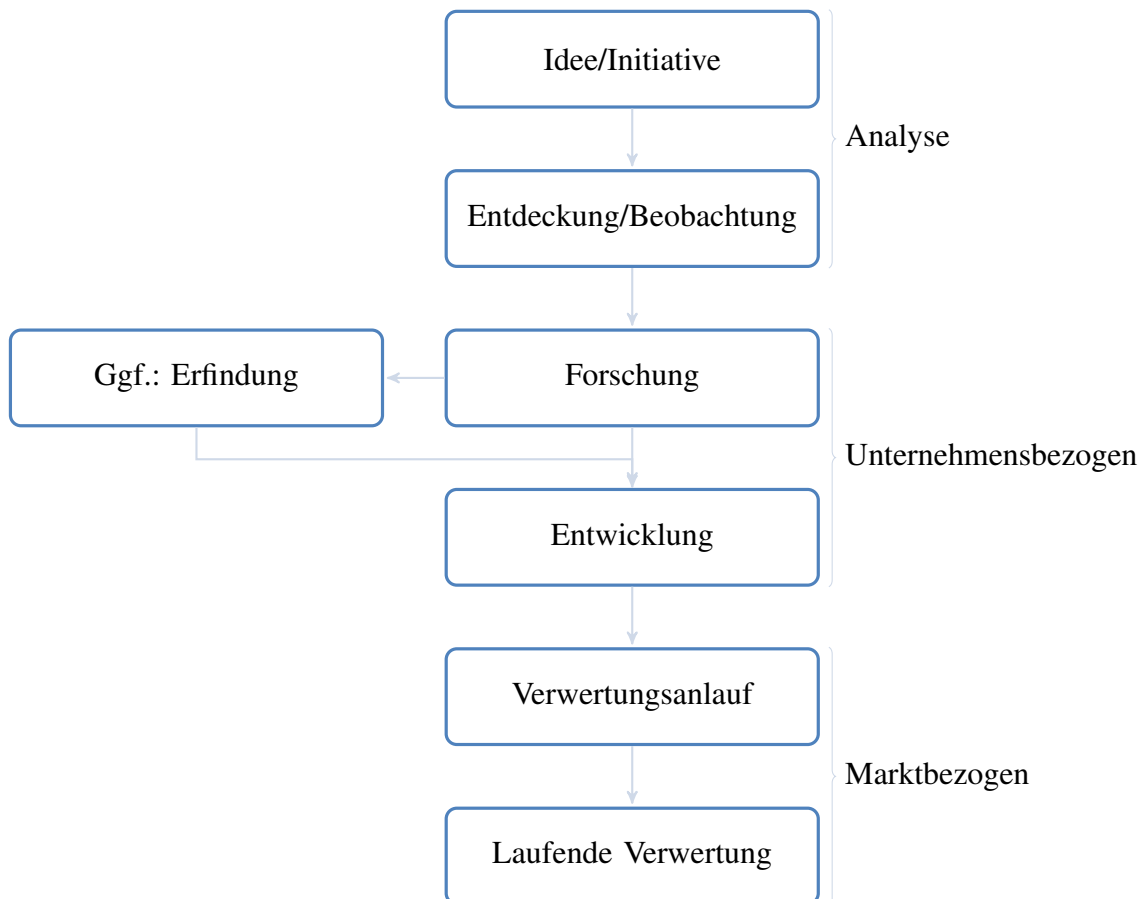 Idee/Initiative
Analyse
Entdeckung/Beobachtung
Ggf.: Erfindung
Forschung
Unternehmensbezogen
Entwicklung
Verwertungsanlauf
Marktbezogen
Laufende Verwertung